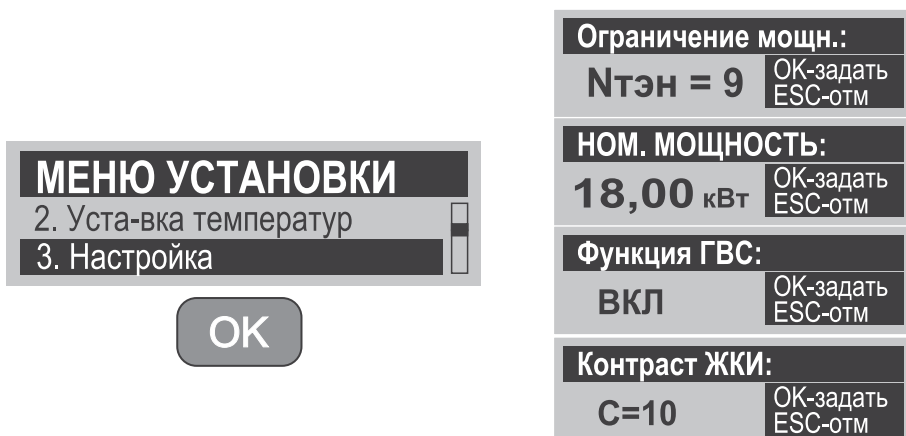 МЕНЮ УСТАНОВКИ
2. Уста-вка температур
3. Настройка
OK
Ограничение мощн.:
Nтэн = 9
OK-задать
ESC-отм
НОМ. МОЩНОСТЬ:
18,00 кВт
OK-задать
ESC-отм
Функция ГВС:
ВКЛ
OK-задать
ESC-отм
Контраст ЖКИ:
C=10
OK-задать
ESC-отм